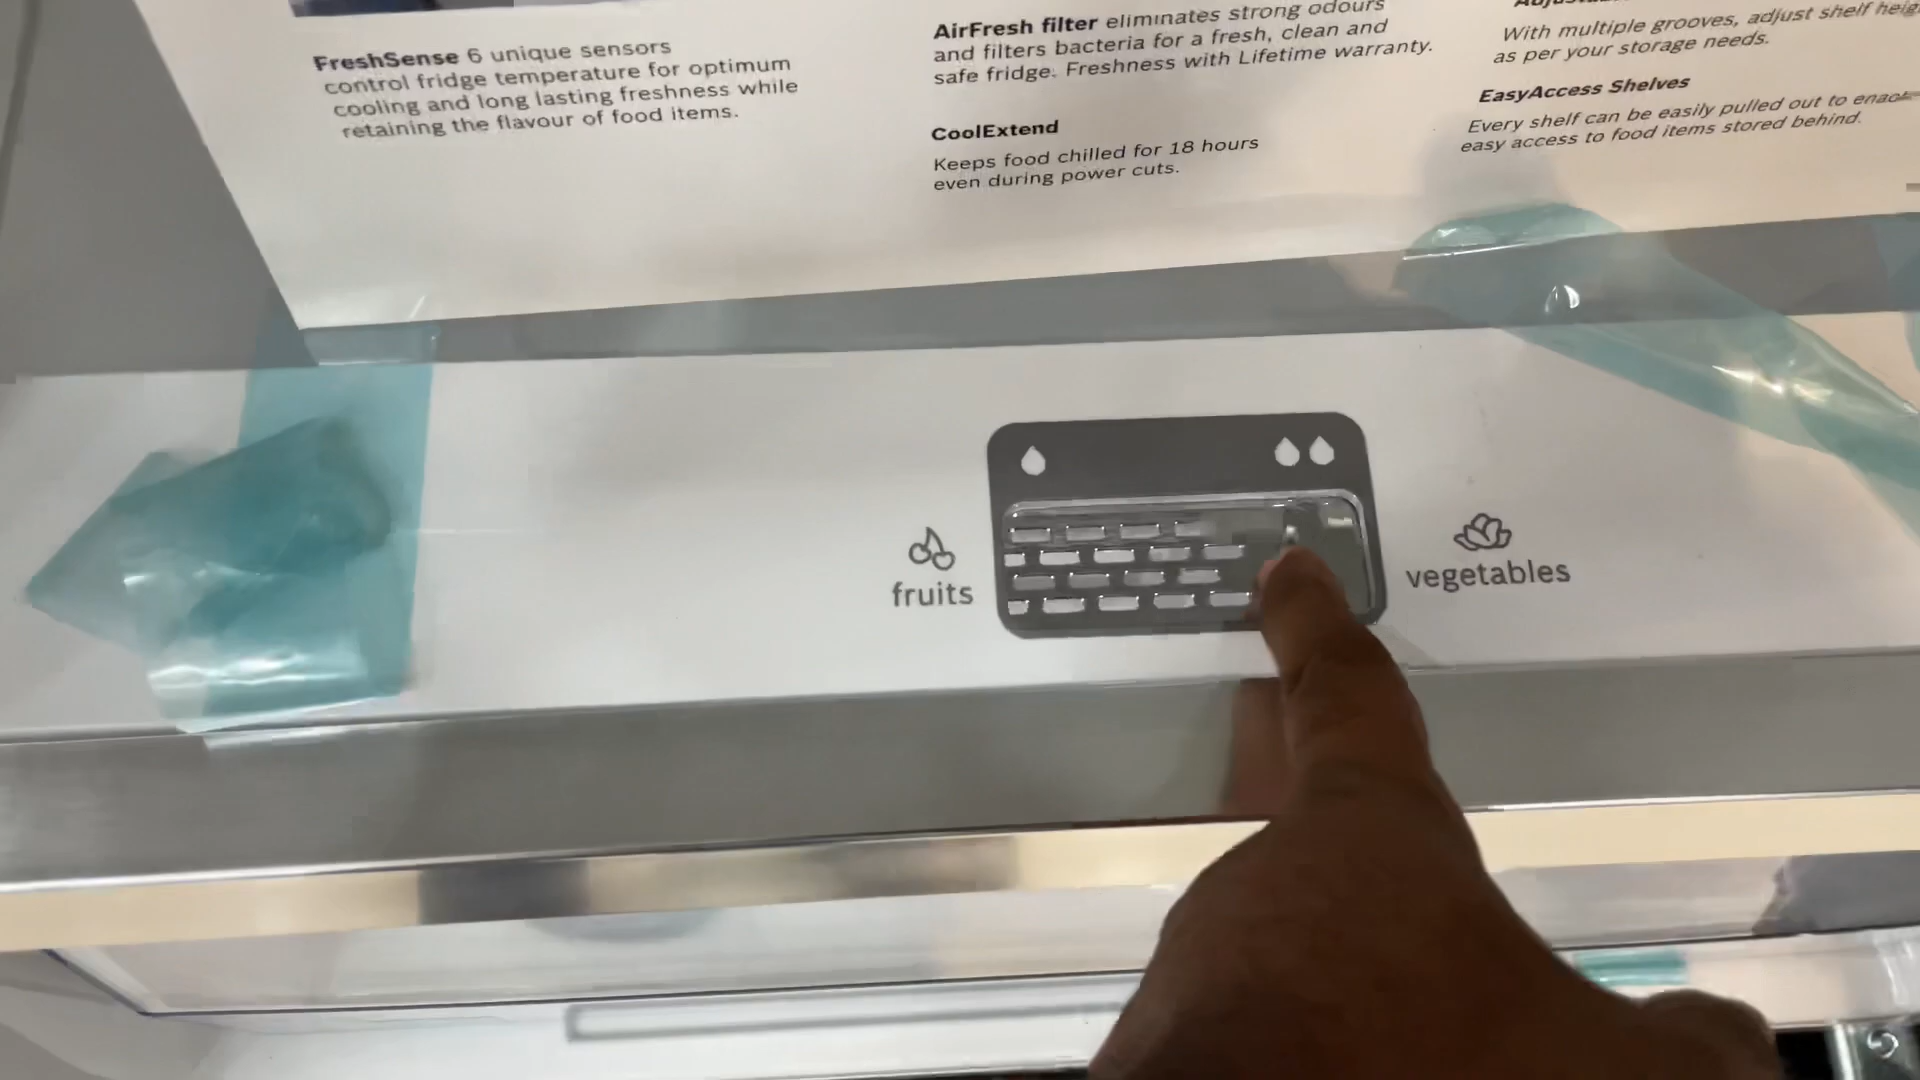 FreshSense 6 unique sensors
control fridge temperature for optimum
cooling and long lasting freshness while
retaining the flavour of food items.
AirFresh filter eliminates strong odours
and filters bacteria for a fresh, clean and
safe fridge. Freshness with Lifetime warranty.
CoolExtend
Keeps food chilled for 18 hours
even during power cuts.
With multiple grooves, adjust shelf
as per your storage needs.
EasyAccess Shelves
Every shelf can be easily pulled out to
easy access to food items stored behind.
fruits
vegetables